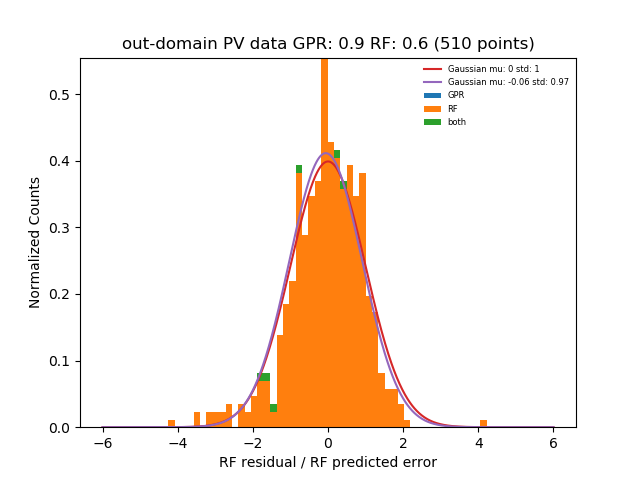 out-domain PV data GPR: 0.9 RF: 0.6 (510 points)
Gaussian mu: 0 std: 1
Gaussian mu: -0.06 std: 0.97
GPR
RF
both
Normalized Counts
0.5
0.4
0.3
0.2
0.1
0.0
−6 −4 −2 0 2 4 6
RF residual / RF predicted error